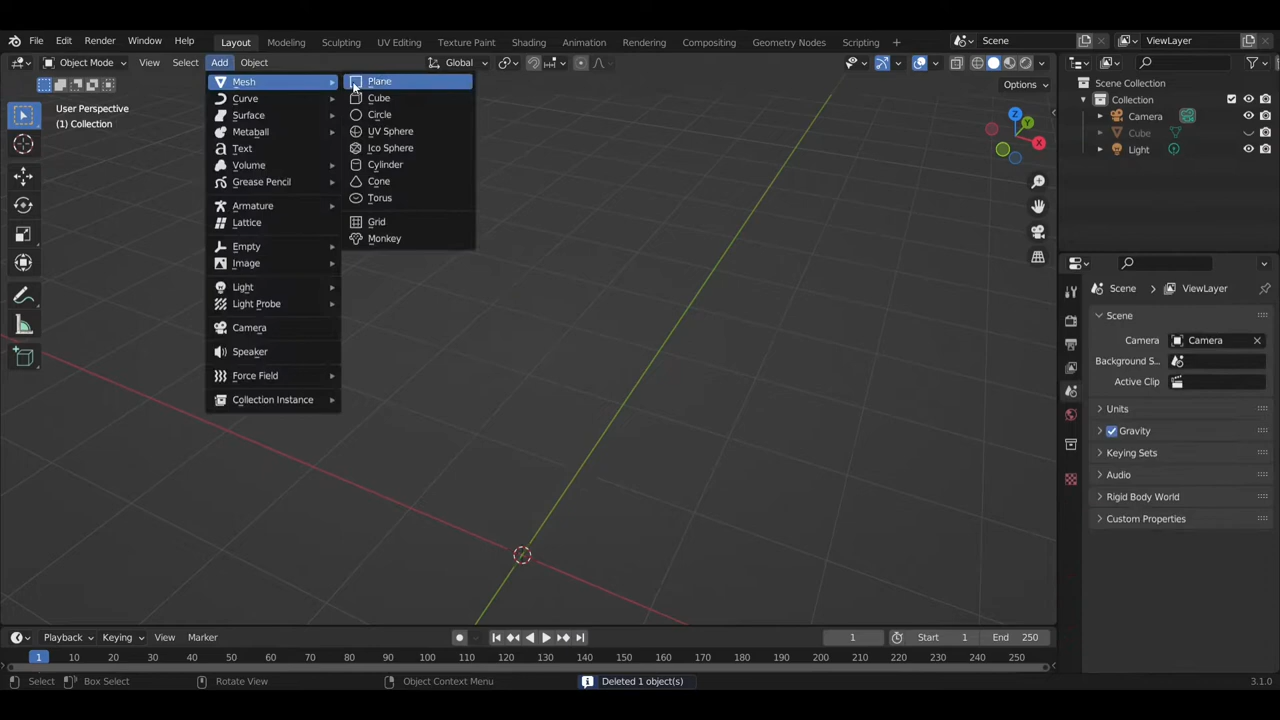 File Edit Render Window Help Layout Modeling Sculpting UV Editing Texture Paint Shading Animation Rendering Compositing Geometry Nodes Scripting + Scene ViewLayer
Object Mode View Select Add Object Global
Options
User Perspective
(1) Collection
Mesh
Curve
Surface
Metaball
Text
Volume
Grease Pencil
Armature
Lattice
Empty
Image
Light
Light Probe
Camera
Speaker
Force Field
Collection Instance
Plane
Cube
Circle
UV Sphere
Ico Sphere
Cylinder
Cone
Torus
Grid
Monkey
Z
Y
X
Scene Collection
Collection
Camera
Cube
Light
Scene > ViewLayer
Scene
Camera Camera
Background S...
Active Clip
Units
Gravity
Keying Sets
Audio
Rigid Body World
Custom Properties
Playback Keying View Marker 1 Start 1 End 250
1 10 20 30 40 50 60 70 80 90 100 110 120 130 140 150 160 170 180 190 200 210 220 230 240 250
Select Box Select Rotate View Object Context Menu Deleted 1 object(s) 3.1.0